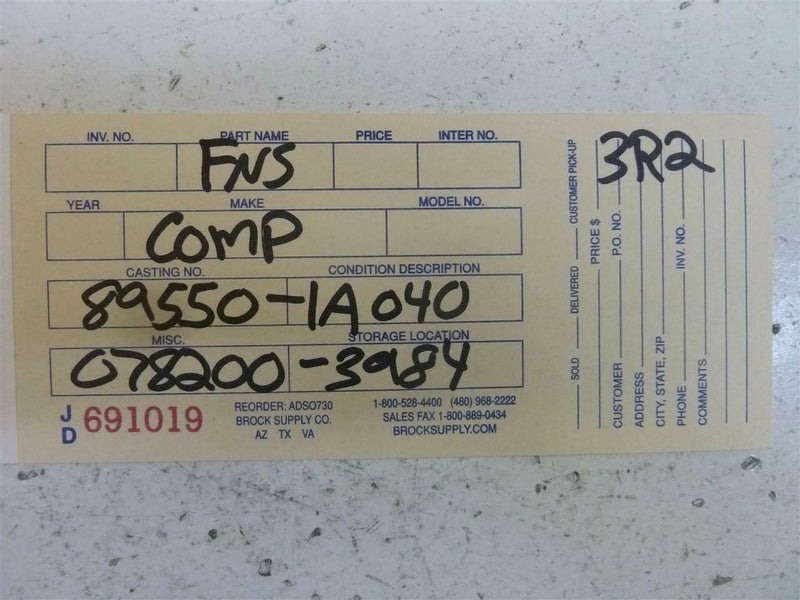 INV. NO. PART NAME PRICE INTER NO.
FNS
YEAR MAKE MODEL NO.
COMP
CASTING NO. CONDITION DESCRIPTION
89550-1A040
MISC. STORAGE LOCATION
078200-3984
JD 691019
REORDER: ADSO730
BROCK SUPPLY CO.
AZ TX VA
1-800-528-4400 (480) 968-2222
SALES FAX 1-800-889-0434
BROCKSUPPLY.COM
3R2
SOLD DELIVERED CUSTOMER PICK-UP
PRICE $
CUSTOMER P.O. NO.
ADDRESS
CITY, STATE, ZIP
PHONE INV. NO.
COMMENTS